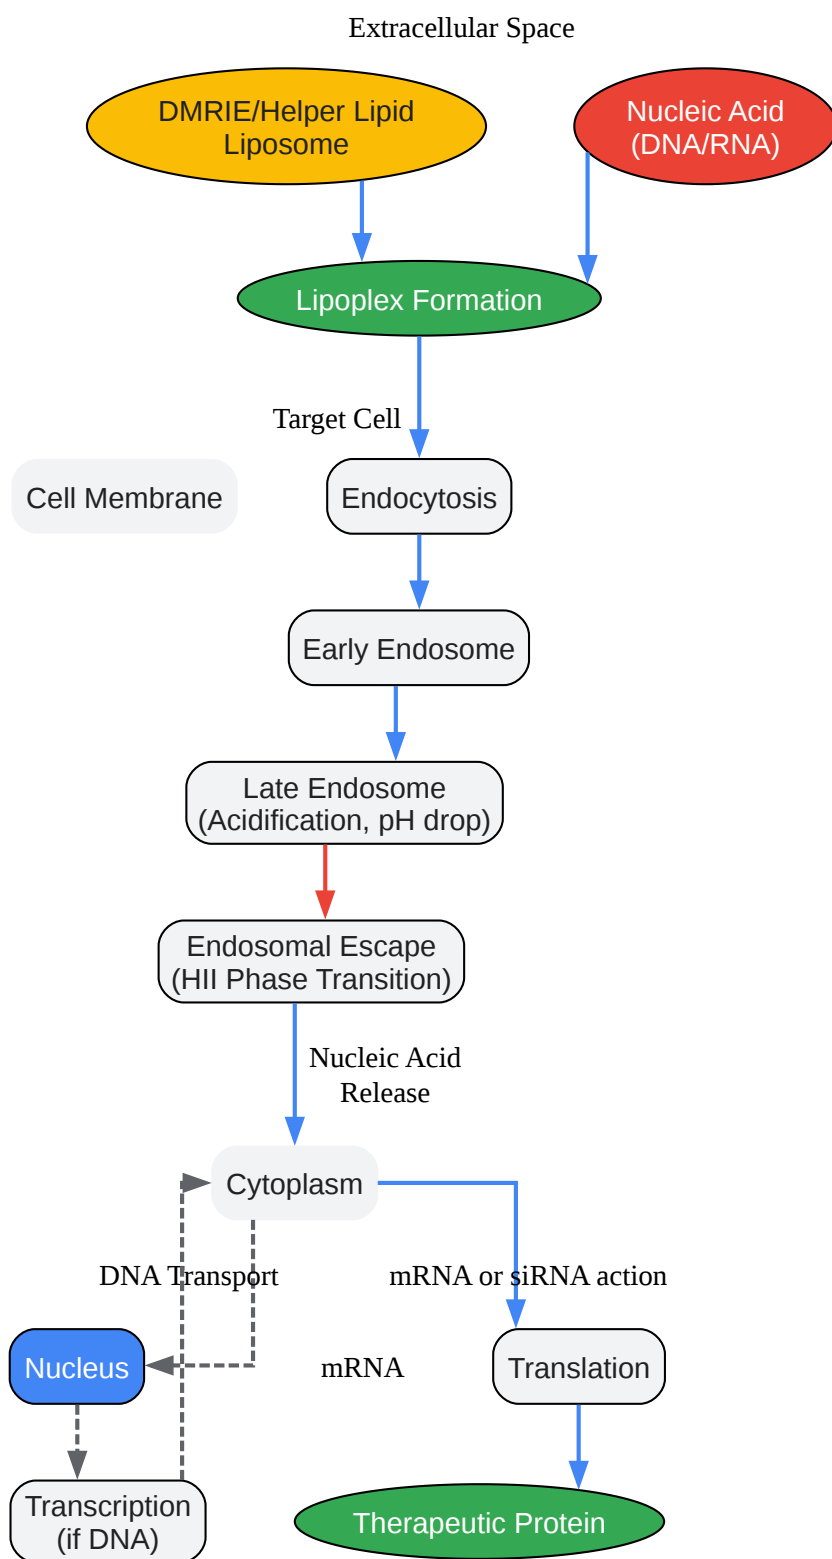 Extracellular Space
DMRIE/Helper Lipid
Liposome
Nucleic Acid
(DNA/RNA)
Lipoplex Formation
Target Cell
Cell Membrane
Endocytosis
Early Endosome
Late Endosome
(Acidification, pH drop)
Endosomal Escape
(HII Phase Transition)
Nucleic Acid
Release
Cytoplasm
DNA Transport
mRNA or siRNA action
Nucleus
mRNA
Translation
Transcription
(if DNA)
Therapeutic Protein